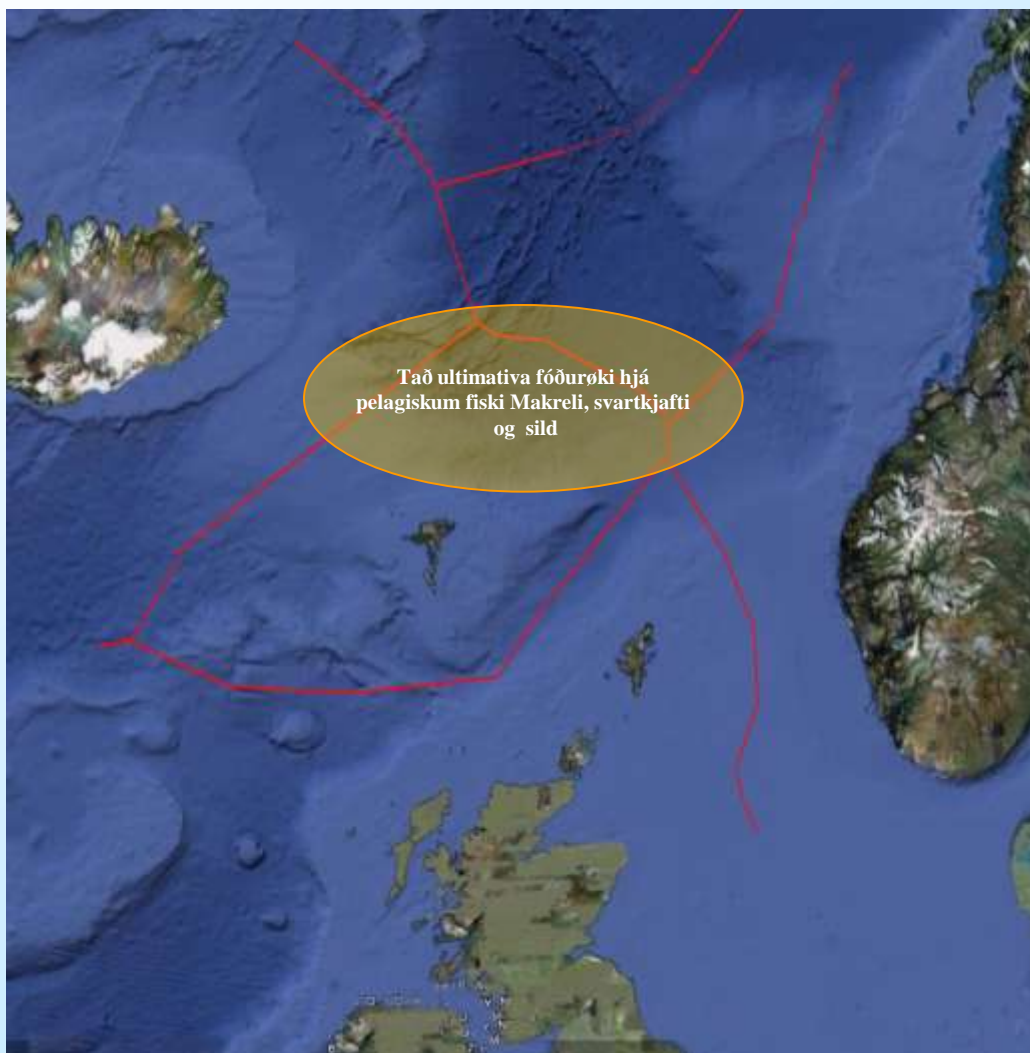 Tað ultimativa fóðurøki hjá
pelagiskum fiski Makreli, svartkjafti
og  sild